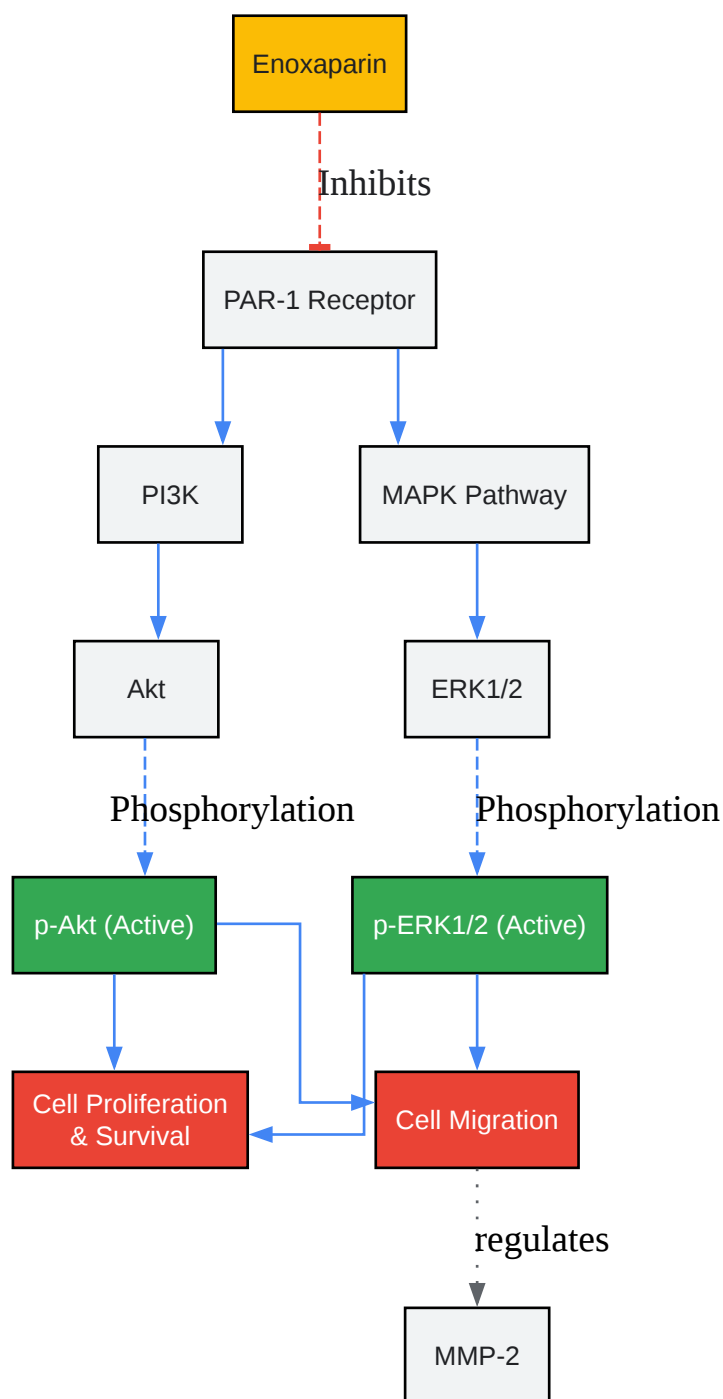 Enoxaparin
Inhibits
PAR-1 Receptor
PI3K
MAPK Pathway
Akt
ERK1/2
Phosphorylation
Phosphorylation
p-Akt (Active)
p-ERK1/2 (Active)
Cell Proliferation
& Survival
Cell Migration
regulates
MMP-2